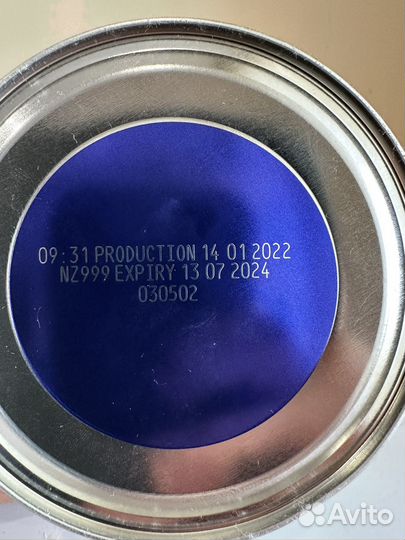 09:31 PRODUCTION 14 01 2022
NZ999 EXPIRY 13 07 2024
030502
Avito